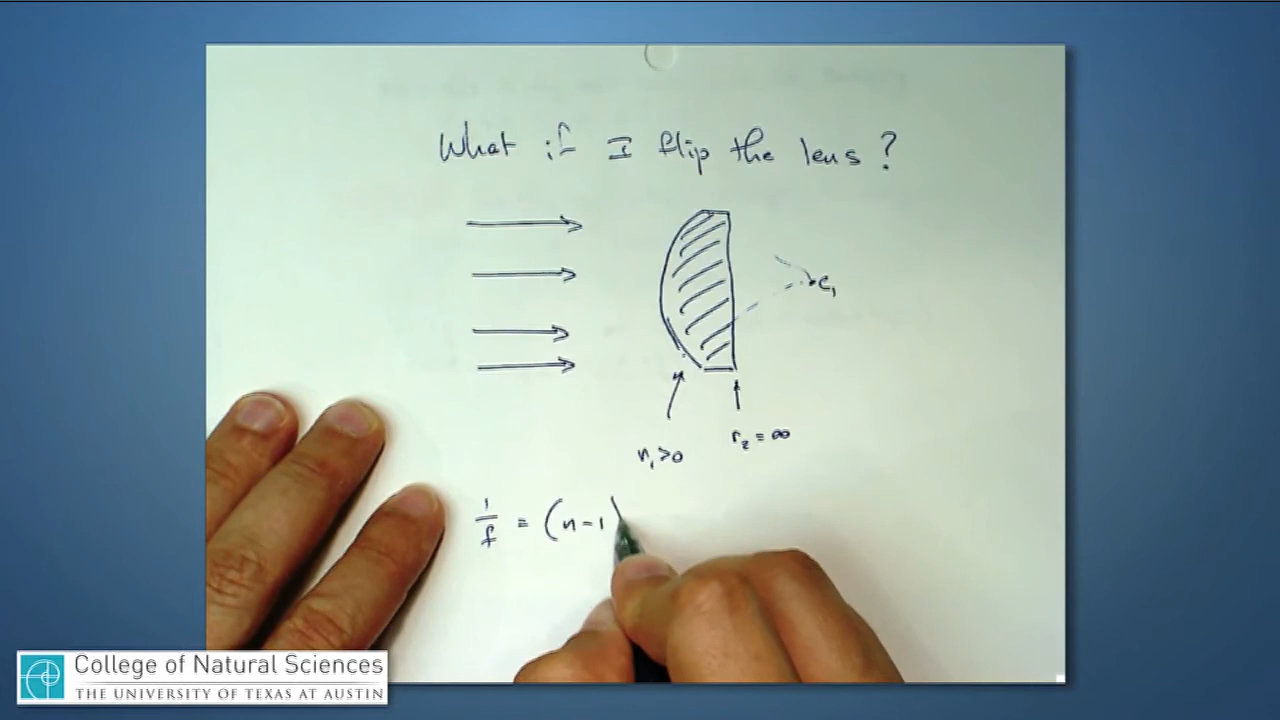 What if I flip the lens?
C₁
r₂ = ∞
r₁ > 0
1/f = (n-1)
College of Natural Sciences
THE UNIVERSITY OF TEXAS AT AUSTIN